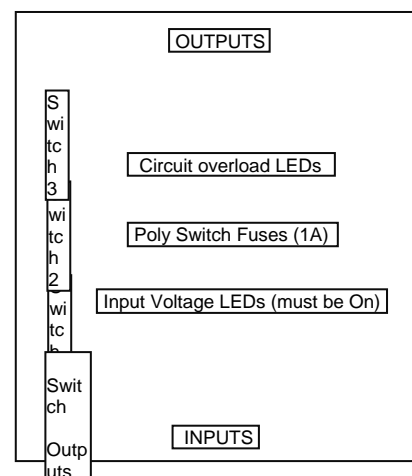 OUTPUTS
S
wi
tc
h
3
Circuit overload LEDs
wi
tc
h
2
Poly Switch Fuses (1A)
wi
tc
Input Voltage LEDs (must be On)
Swit
ch
Outp
uts
INPUTS